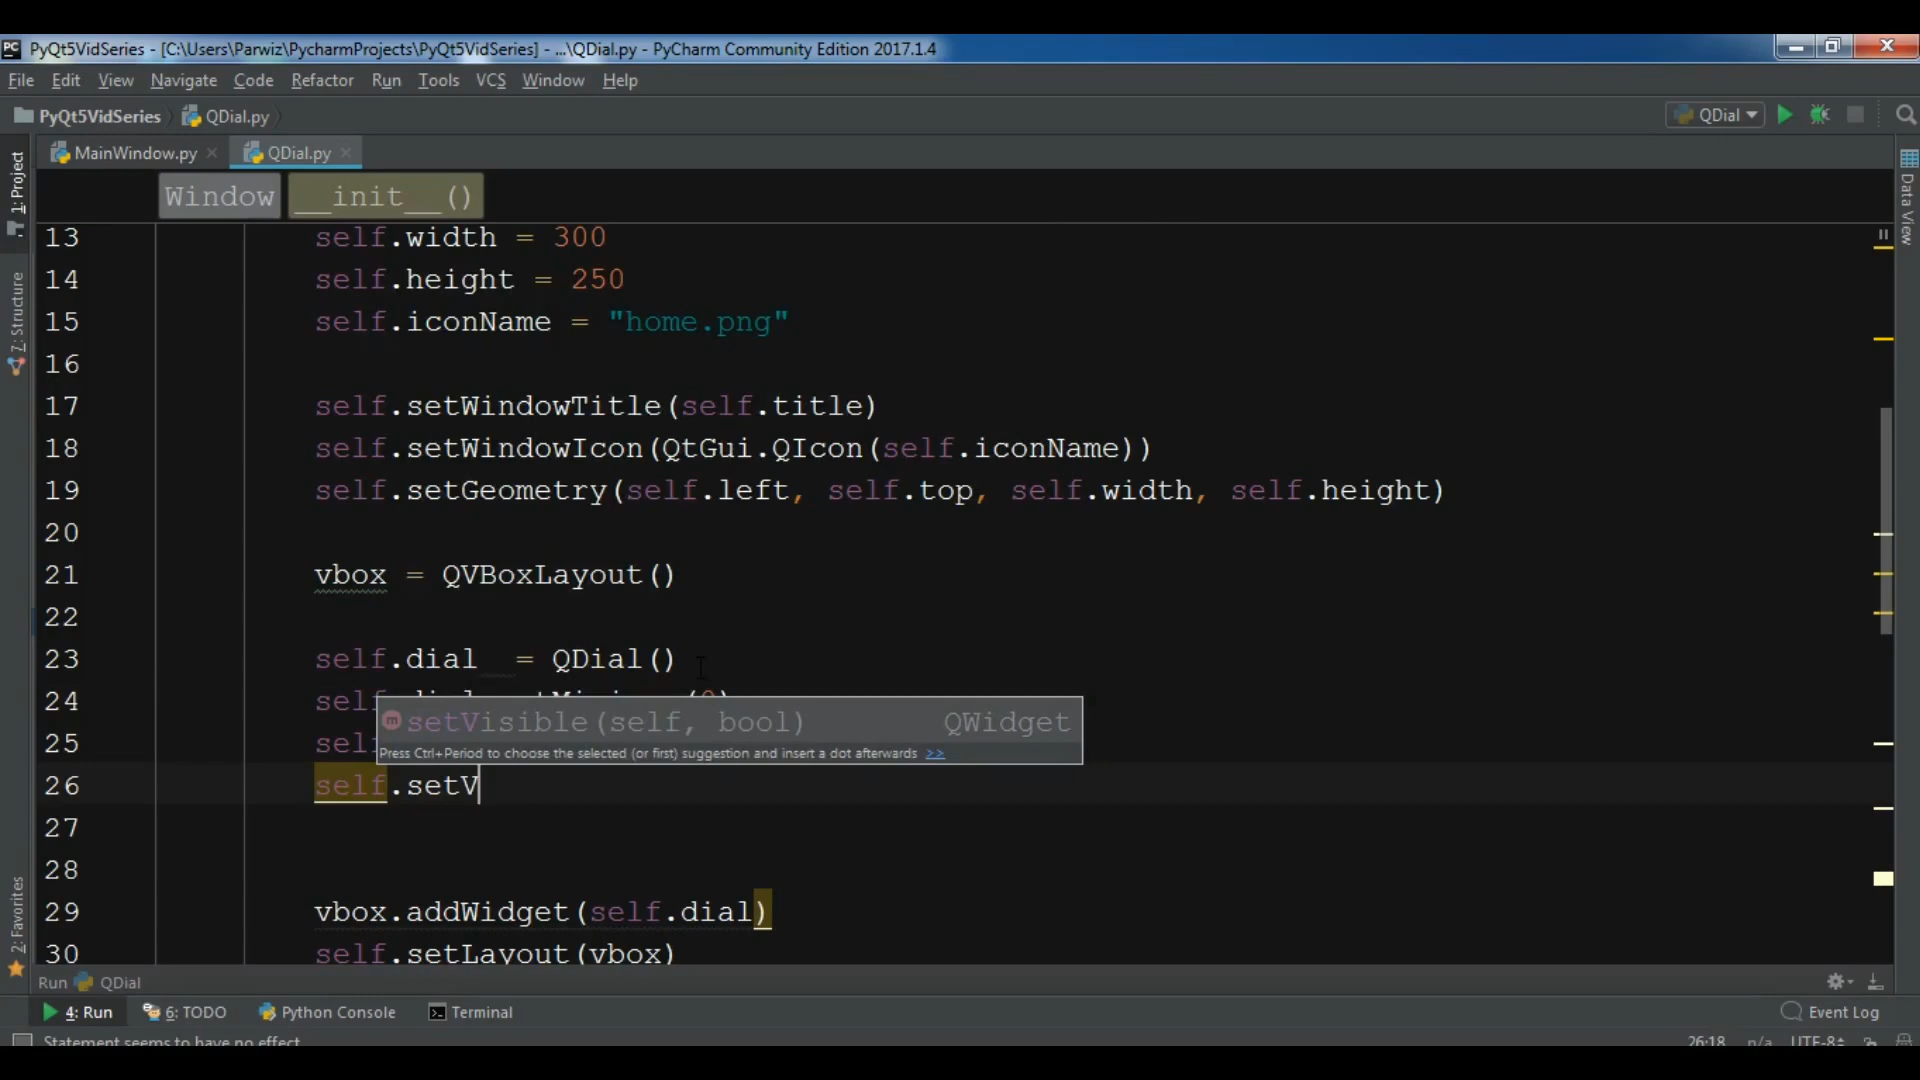 PyQt5VidSeries - [C:\Users\Parwiz\PycharmProjects\PyQt5VidSeries] - ...\QDial.py - PyCharm Community Edition 2017.1.4
File Edit View Navigate Code Refactor Run Tools VCS Window Help
PyQt5VidSeries QDial.py QDial
MainWindow.py QDial.py
Window __init__()
1: Project
7: Structure
2: Favorites
Data View
13 self.width = 300
14 self.height = 250
15 self.iconName = "home.png"
16
17 self.setWindowTitle(self.title)
18 self.setWindowIcon(QtGui.QIcon(self.iconName))
19 self.setGeometry(self.left, self.top, self.width, self.height)
20
21 vbox = QVBoxLayout()
22
23 self.dial = QDial()
24 self
setVisible(self, bool) QWidget
25 self
Press Ctrl+Period to choose the selected (or first) suggestion and insert a dot afterwards >>
26 self.setV
27
28
29 vbox.addWidget(self.dial)
30 self.setLayout(vbox)
Run QDial
4: Run 6: TODO Python Console Terminal Event Log
Statement seems to have no effect 26:18 n/a UTF-8